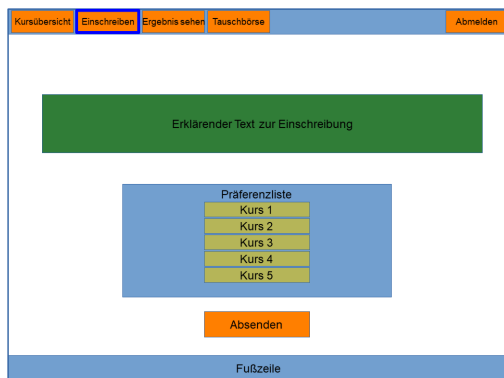 Kursübersicht Einschreiben Ergebnis sehen Tauschbörse Abmelden
Erklärender Text zur Einschreibung
Präferenzliste
Kurs 1
Kurs 2
Kurs 3
Kurs 4
Kurs 5
Absenden
Fußzeile